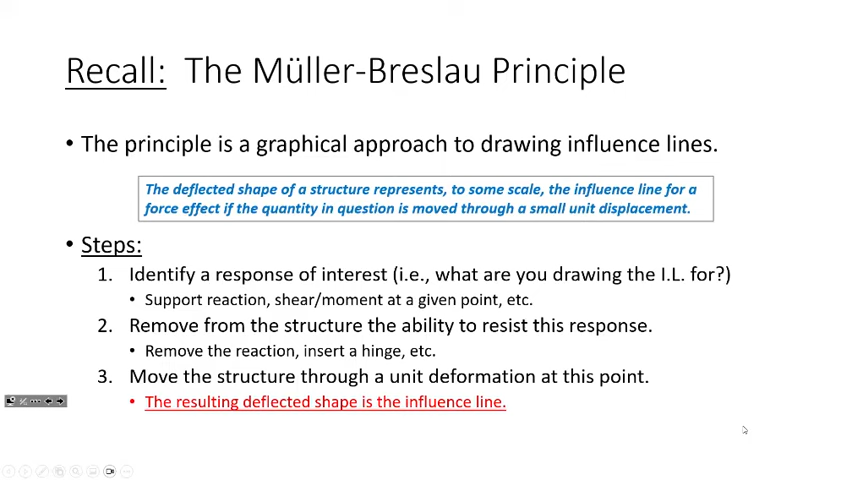 Recall: The Müller-Breslau Principle
• The principle is a graphical approach to drawing influence lines.
The deflected shape of a structure represents, to some scale, the influence line for a
force effect if the quantity in question is moved through a small unit displacement.
• Steps:
1. Identify a response of interest (i.e., what are you drawing the I.L. for?)
• Support reaction, shear/moment at a given point, etc.
2. Remove from the structure the ability to resist this response.
• Remove the reaction, insert a hinge, etc.
3. Move the structure through a unit deformation at this point.
• The resulting deflected shape is the influence line.